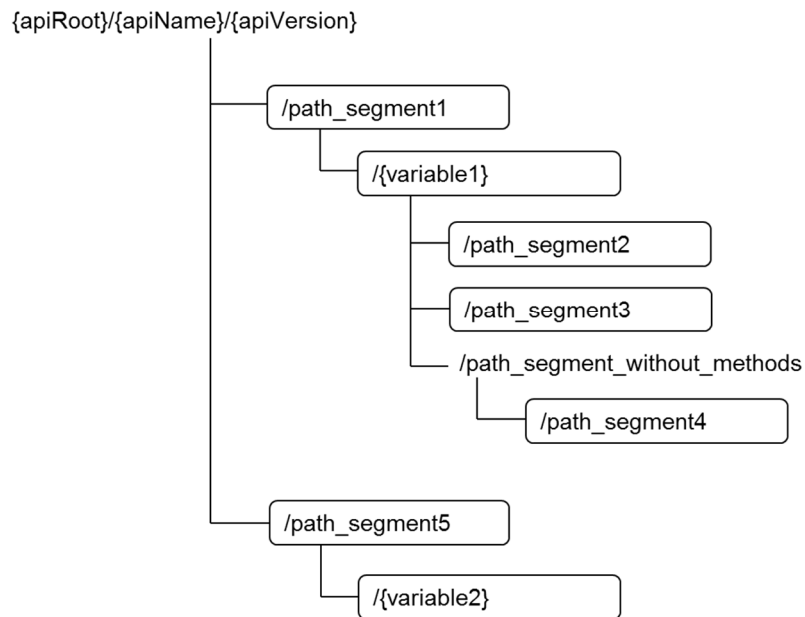 {apiRoot}/{apiName}/{apiVersion}
/path_segment1
/{variable1}
/path_segment2
/path_segment3
/path_segment_without_methods
/path_segment4
/path_segment5
/{variable2}